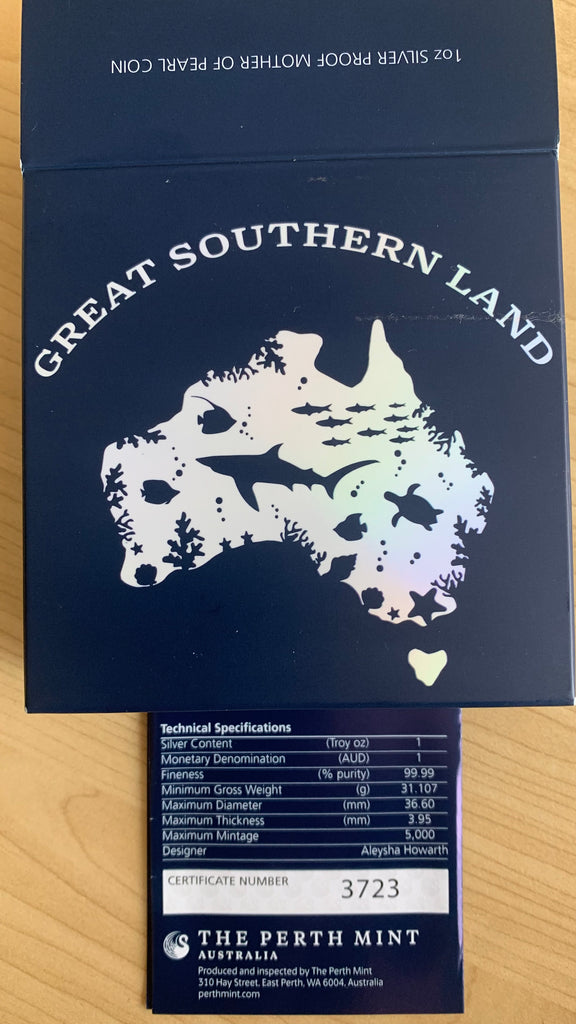 1oz SILVER PROOF MOTHER OF PEARL COIN
GREAT SOUTHERN LAND
Technical Specifications
Silver Content (Troy oz) 1
Monetary Denomination (AUD) 1
Fineness (% purity) 99.99
Minimum Gross Weight (g) 31.107
Maximum Diameter (mm) 36.60
Maximum Thickness (mm) 3.95
Maximum Mintage 5,000
Designer Aleysha Howarth
CERTIFICATE NUMBER 3723
THE PERTH MINT
AUSTRALIA
Produced and inspected by The Perth Mint
310 Hay Street, East Perth, WA 6004, Australia
perthmint.com